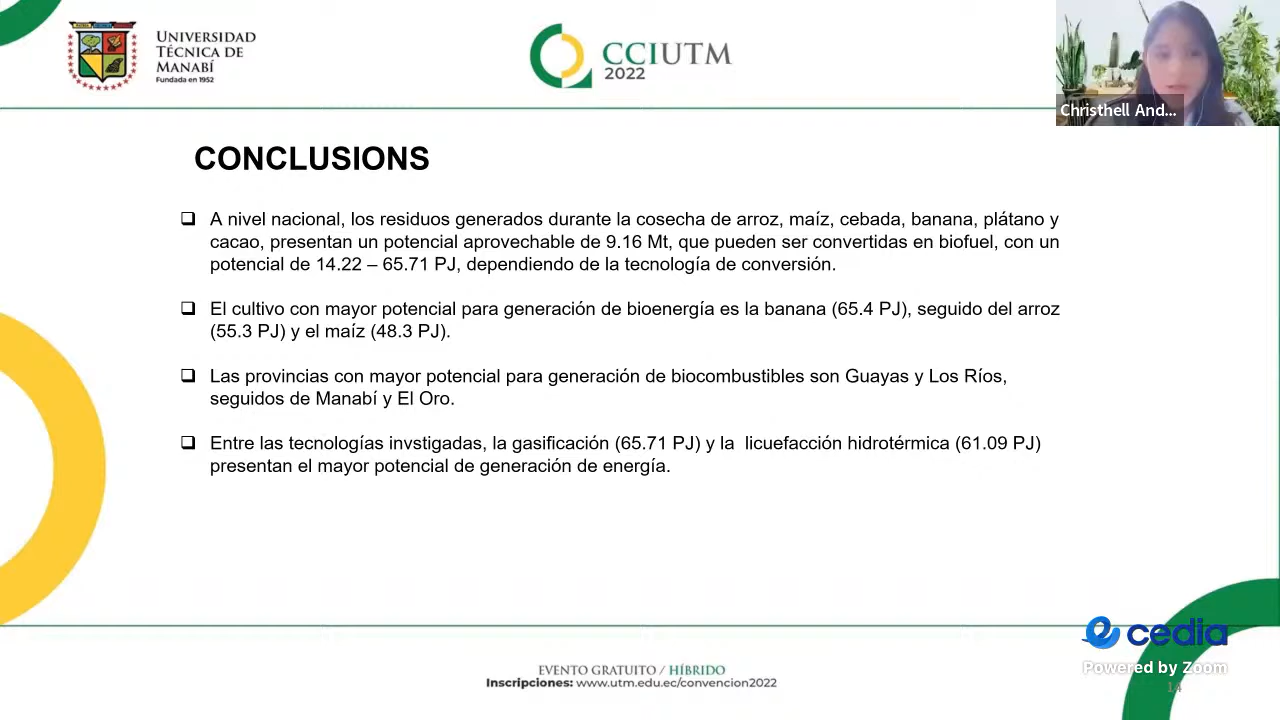 UNIVERSIDAD
TÉCNICA DE
MANABÍ
Fundada en 1952
CCIUTM
2022
Christhell And...
CONCLUSIONS
A nivel nacional, los residuos generados durante la cosecha de arroz, maíz, cebada, banana, plátano y
cacao, presentan un potencial aprovechable de 9.16 Mt, que pueden ser convertidas en biofuel, con un
potencial de 14.22 – 65.71 PJ, dependiendo de la tecnología de conversión.
El cultivo con mayor potencial para generación de bioenergía es la banana (65.4 PJ), seguido del arroz
(55.3 PJ) y el maíz (48.3 PJ).
Las provincias con mayor potencial para generación de biocombustibles son Guayas y Los Ríos,
seguidos de Manabí y El Oro.
Entre las tecnologías invstigadas, la gasificación (65.71 PJ) y la licuefacción hidrotérmica (61.09 PJ)
presentan el mayor potencial de generación de energía.
cedia
Powered by Zoom
14
EVENTO GRATUITO / HÍBRIDO
Inscripciones: www.utm.edu.ec/convencion2022